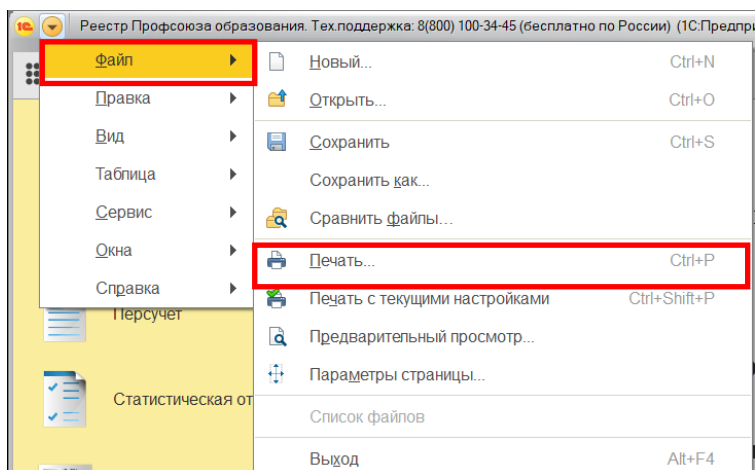 1С Реестр Профсоюза образования. Тех.поддержка: 8(800) 100-34-45 (бесплатно по России) (1С:Предпри
Файл
Правка
Вид
Таблица
Сервис
Окна
Справка
Новый... Ctrl+N
Открыть... Ctrl+O
Сохранить Ctrl+S
Сохранить как...
Сравнить файлы...
Печать... Ctrl+P
Печать с текущими настройками Ctrl+Shift+P
Предварительный просмотр...
Параметры страницы...
Список файлов
Выход Alt+F4
Персучет
Статистическая от